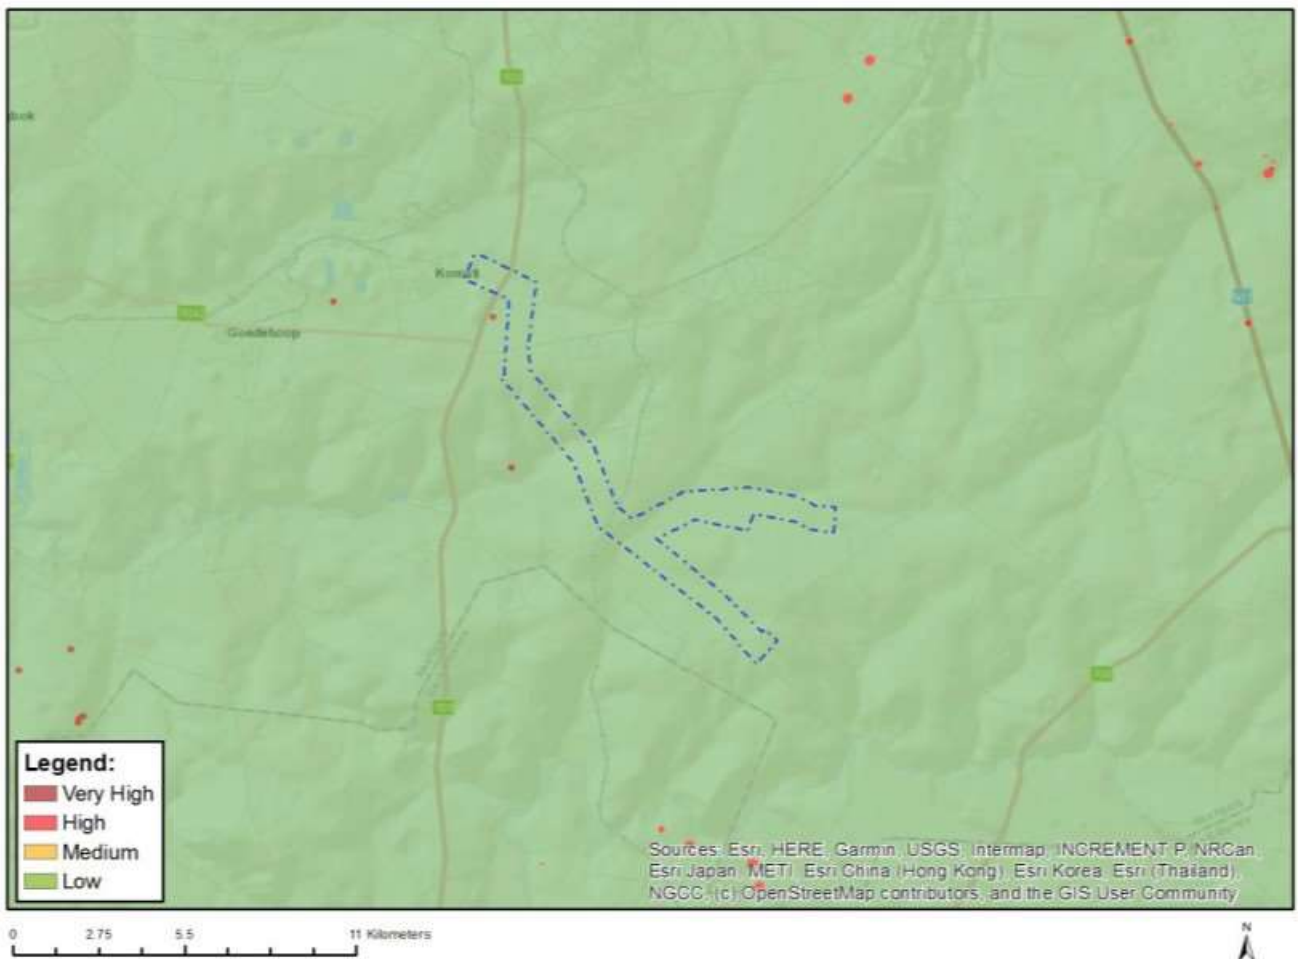 Goedehoop
Legend:
Very High
High
Medium
Low
Sources: Esri, HERE, Garmin, USGS, Intermap, INCREMENT P, NRCan,
Esri Japan, METI, Esri China (Hong Kong), Esri Korea, Esri (Thailand),
NGCC, (c) OpenStreetMap contributors, and the GIS User Community
0 2.75 5.5 11 Kilometers
N